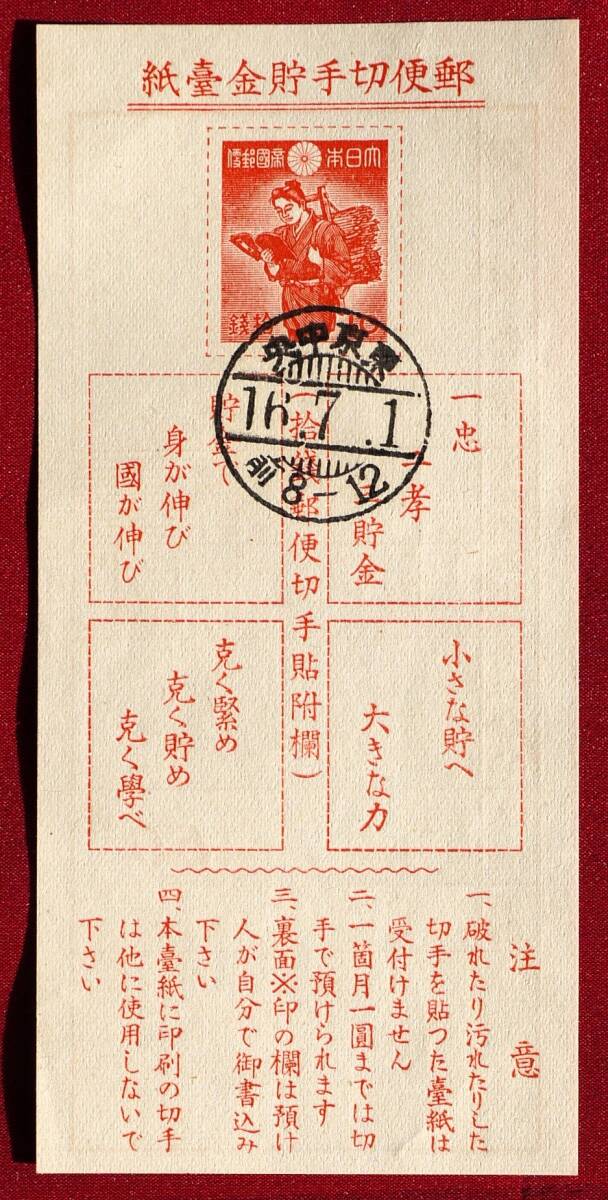 郵便切手貯金臺紙
大日本帝國郵便
拾錢
東京中央
16.7.1
前8-12
一忠
二孝
三貯金
(拾錢郵便切手貼附欄)
貯金で
身が伸び
國が伸び
小さな貯へ
大きな力
克く緊め
克く貯め
克く學べ
注意
一、破れたり汚れたりした
切手を貼つた臺紙は
受付けません
二、一箇月一圓までは切
手で預けられます
三、裏面※印の欄は預け
人が自分で御書込み
下さい
四、本臺紙に印刷の切手
は他に使用しないで
下さい